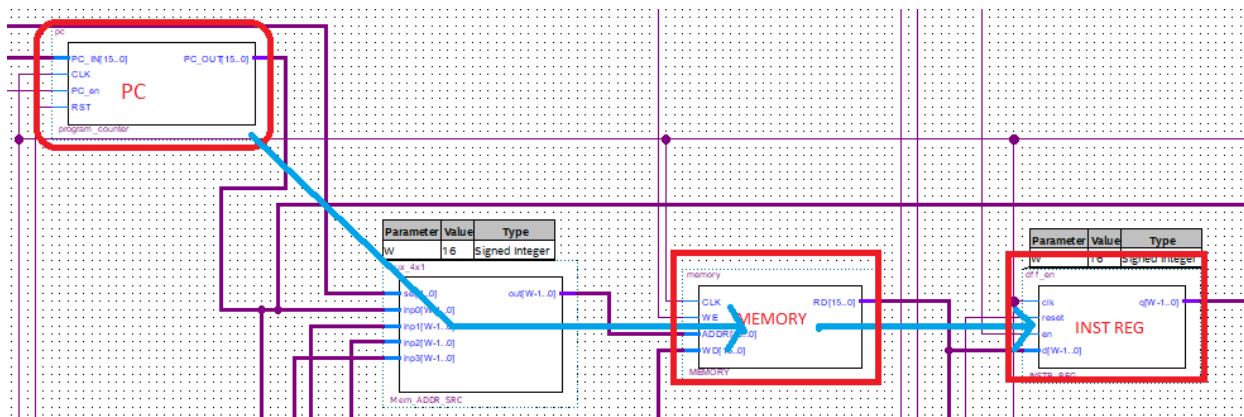 pc
PC_IN[15..0] PC_OUT[15..0]
CLK
PC_en
RST
PC
program_counter
Parameter Value Type
W 16 Signed Integer
mux_4x1
sel[1..0] out[W-1..0]
inp0[W-1..0]
inp1[W-1..0]
inp2[W-1..0]
inp3[W-1..0]
Mem_ADDR_SRC
memory
CLK RD[15..0]
WE
ADDR[15..0]
WD[15..0]
MEMORY
MEMORY
Parameter Value Type
W 16 Signed Integer
dff_en
clk q[W-1..0]
reset
en
d[W-1..0]
INST REG
INSTR_REG